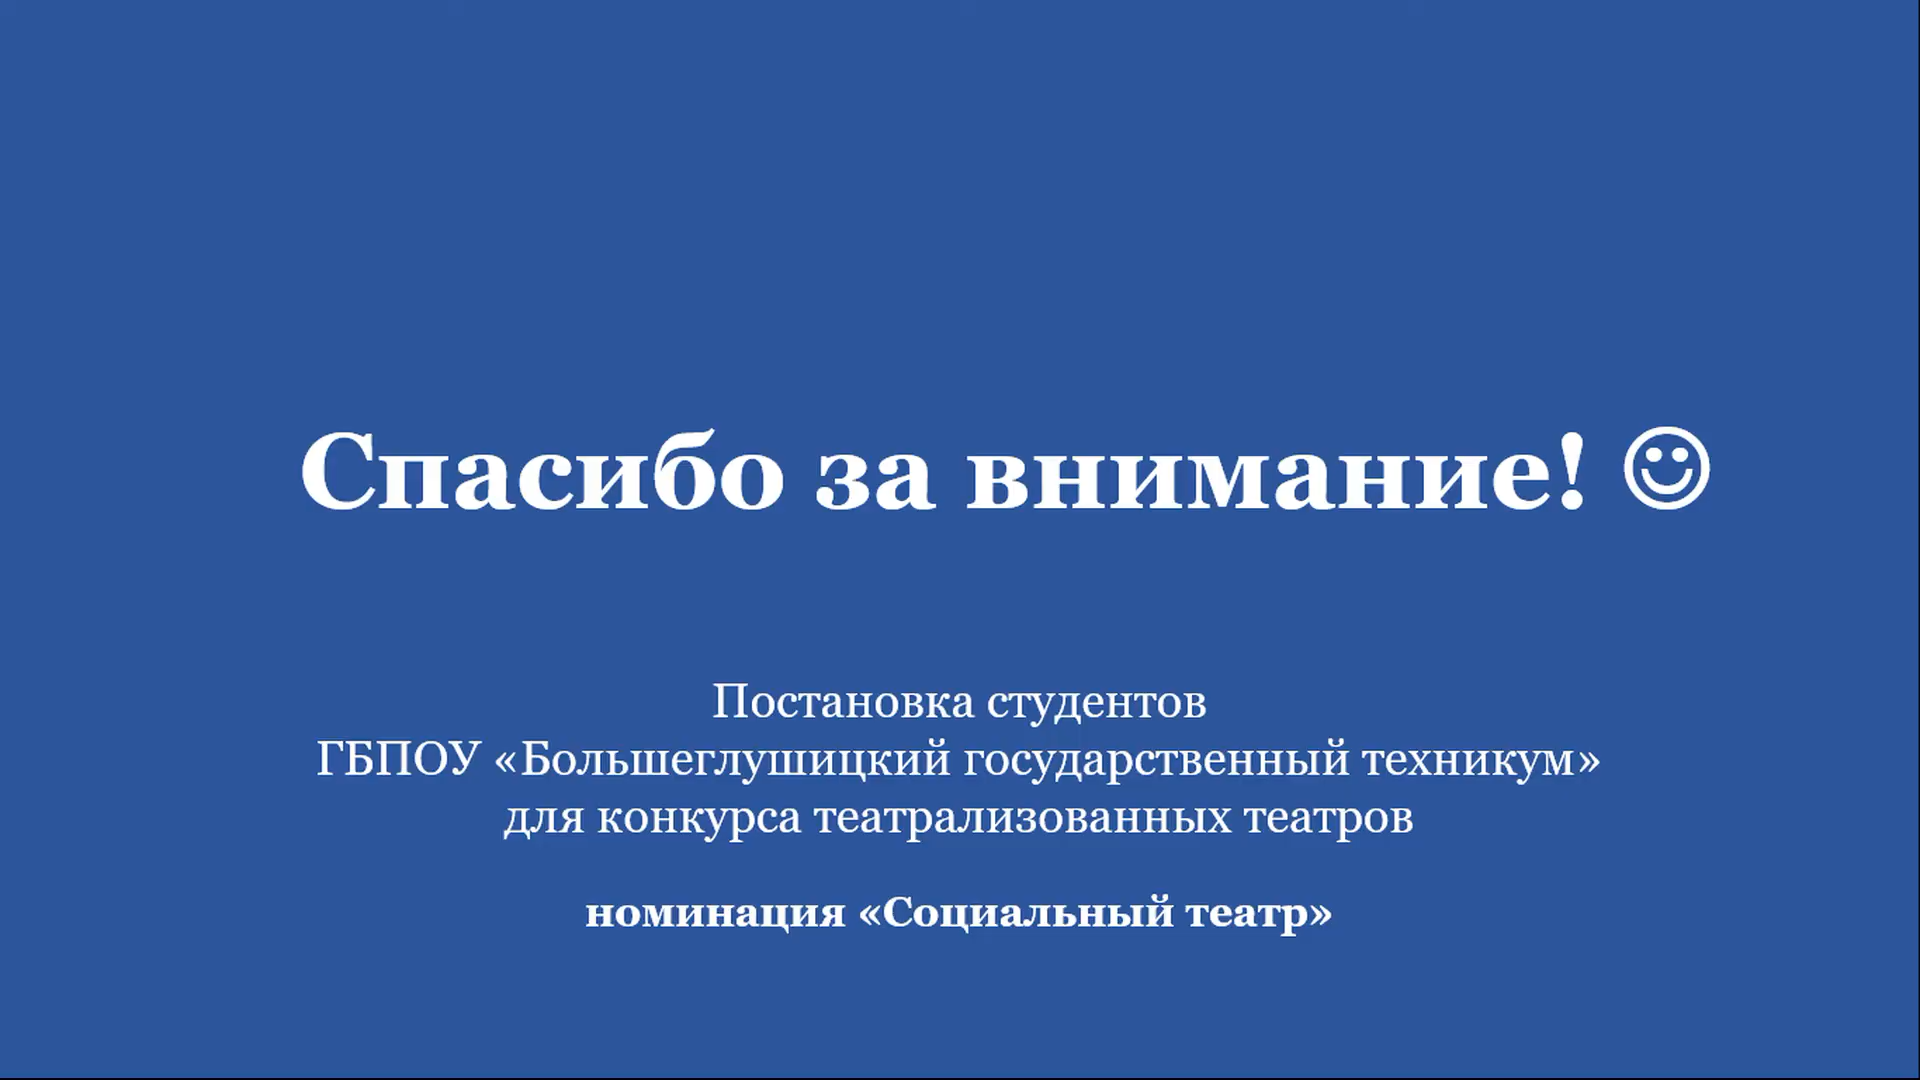 Спасибо за внимание! ☺
Постановка студентов
ГБПОУ «Большеглушицкий государственный техникум»
для конкурса театрализованных театров
номинация «Социальный театр»